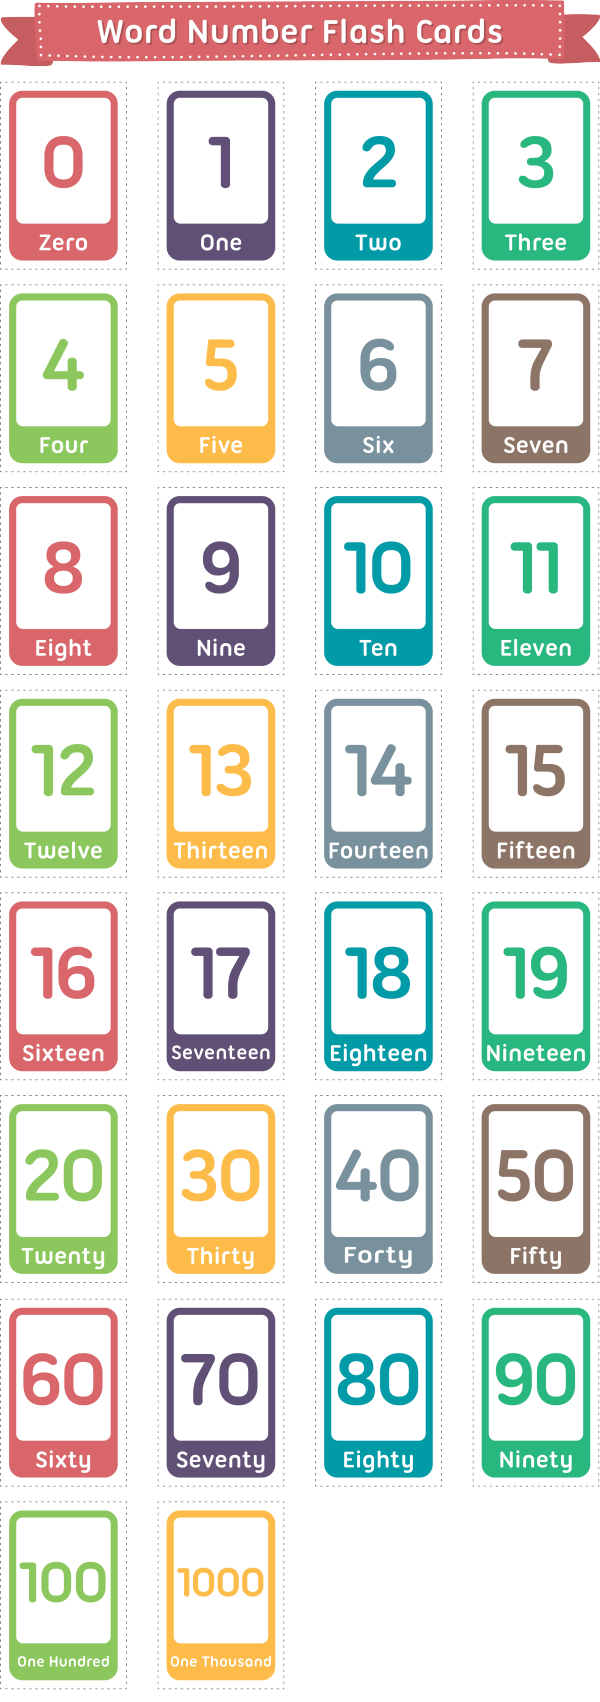 Word Number Flash Cards
0 1 2 3
Zero One Two Three
4 5 6 7
Four Five Six Seven
8 9 10 11
Eight Nine Ten Eleven
12 13 14 15
Twelve Thirteen Fourteen Fifteen
16 17 18 19
Sixteen Seventeen Eighteen Nineteen
20 30 40 50
Twenty Thirty Forty Fifty
60 70 80 90
Sixty Seventy Eighty Ninety
100 1000
One Hundred One Thousand